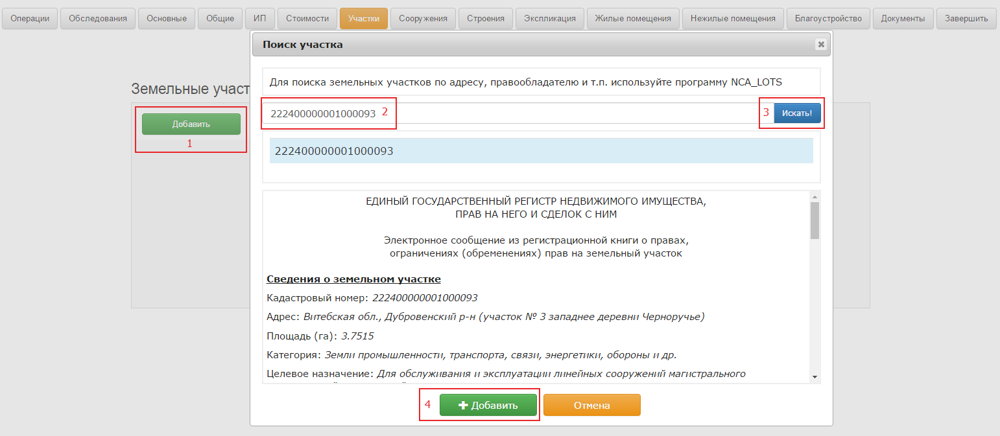 Операции Обследования Основные Общие ИП Стоимости Участки Сооружения Строения Экспликация Жилые помещения Нежилые помещения Благоустройство Документы Завершить
Поиск участка
Для поиска земельных участков по адресу, правообладателю и т.п. используйте программу NCA_LOTS
Земельные участ
Добавить
1
222400000001000093 2
3 Искать!
222400000001000093
ЕДИНЫЙ ГОСУДАРСТВЕННЫЙ РЕГИСТР НЕДВИЖИМОГО ИМУЩЕСТВА,
ПРАВ НА НЕГО И СДЕЛОК С НИМ
Электронное сообщение из регистрационной книги о правах,
ограничениях (обременениях) прав на земельный участок
Сведения о земельном участке
Кадастровый номер: 222400000001000093
Адрес: Витебская обл., Дубровенский р-н (участок № 3 западнее деревни Черноручье)
Площадь (га): 3.7515
Категория: Земли промышленности, транспорта, связи, энергетики, обороны и др.
Целевое назначение: Для обслуживания и эксплуатации линейных сооружений магистрального
4 Добавить Отмена